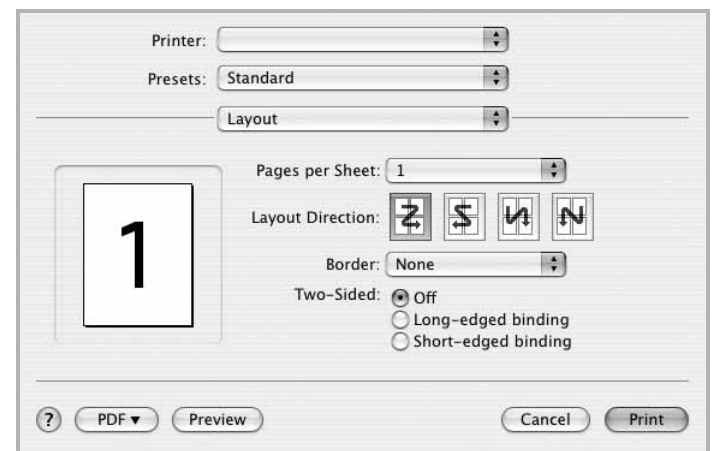 Printer:
Presets: Standard
Layout
Pages per Sheet: 1
Layout Direction:
1
Border: None
Two-Sided: Off
Long-edged binding
Short-edged binding
? PDF▼ Preview Cancel Print